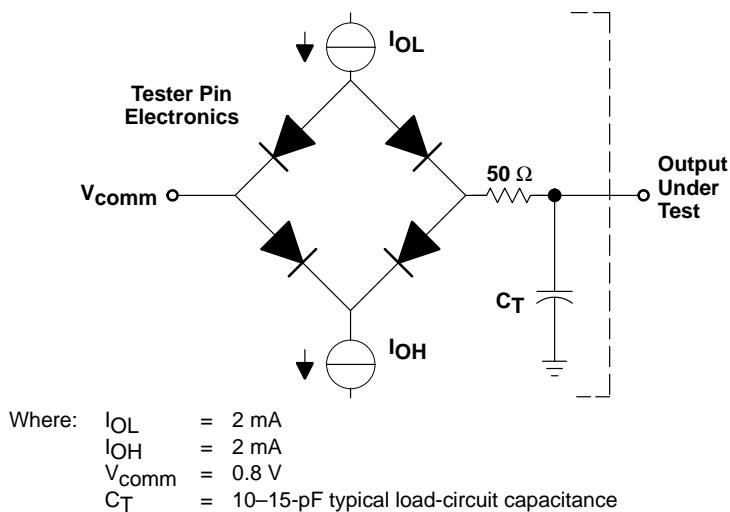 I_OL
Tester Pin
Electronics
50 Ω
Output
Under
Test
V_comm
C_T
I_OH
Where: I_OL = 2 mA
I_OH = 2 mA
V_comm = 0.8 V
C_T = 10–15-pF typical load-circuit capacitance